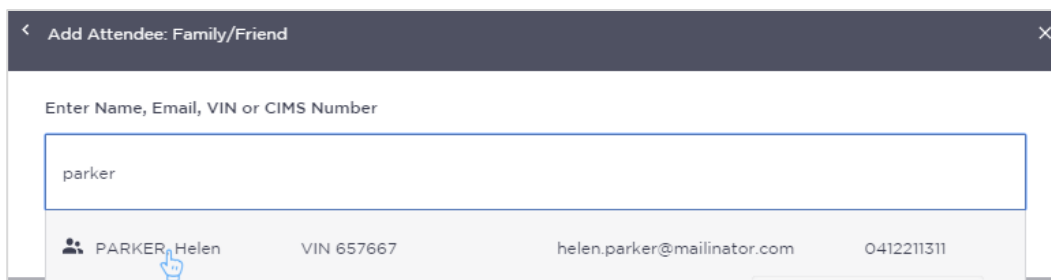 Add Attendee: Family/Friend
Enter Name, Email, VIN or CIMS Number
parker
PARKER, Helen VIN 657667 helen.parker@mailinator.com 0412211311